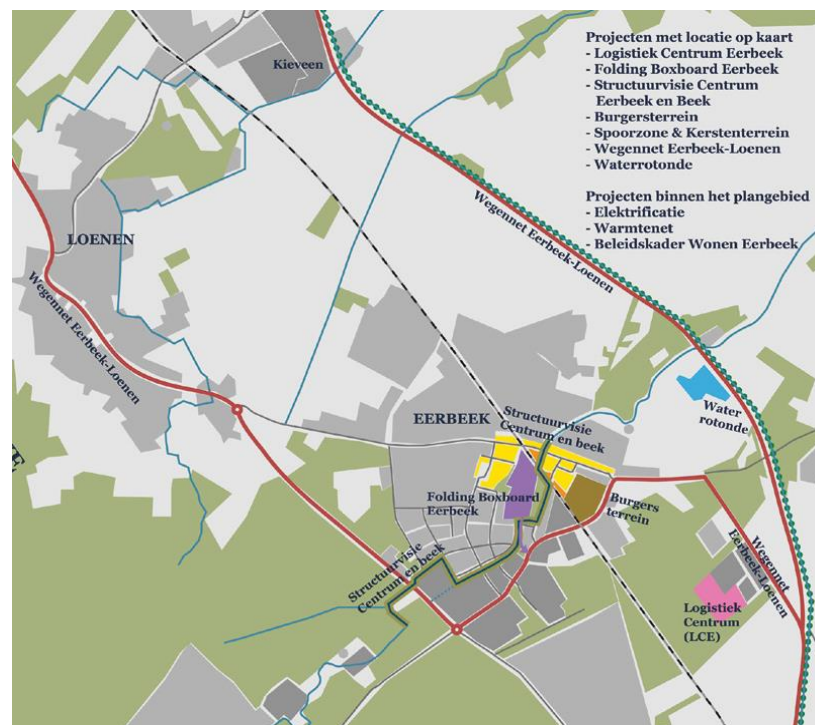 Projecten met locatie op kaart
- Logistiek Centrum Eerbeek
- Folding Boxboard Eerbeek
- Structuurvisie Centrum
Eerbeek en Beek
- Burgersterrein
- Spoorzone & Kerstenterrein
- Wegennet Eerbeek-Loenen
- Waterrotonde
Projecten binnen het plangebied
- Elektrificatie
- Warmtenet
- Beleidskader Wonen Eerbeek
Kieveen
LOENEN
Wegennet Eerbeek-Loenen
Wegennet Eerbeek-Loenen
EERBEEK
Structuurvisie
Centrum en beek
Water
rotonde
Folding Boxboard
Eerbeek
Burgers
terrein
Structuurvisie
Centrum en beek
Wegennet
Eerbeek-Loenen
Logistiek
Centrum
(LCE)